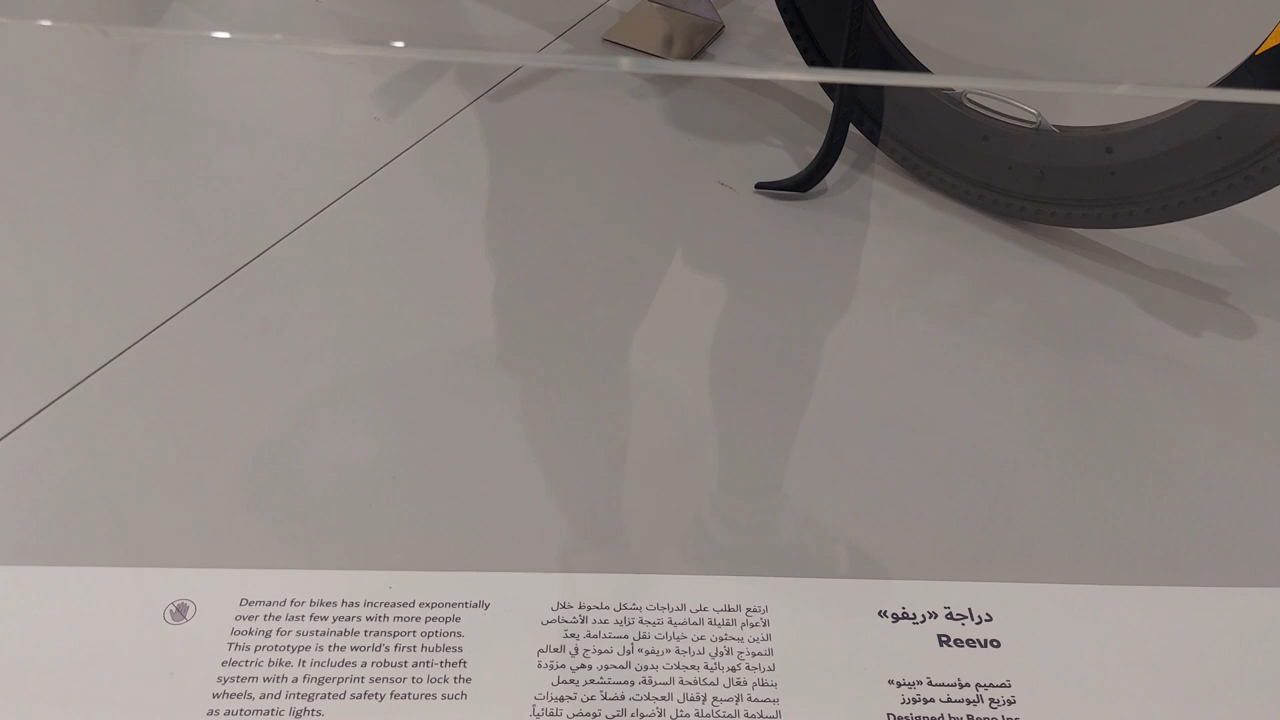 دراجة «ريفو»
Reevo
تصميم مؤسسة «بينو»
توزيع اليوسف موتورز
Designed by Beno Inc
ارتفع الطلب على الدراجات بشكل ملحوظ خلال
الأعوام القليلة الماضية نتيجة تزايد عدد الأشخاص
الذين يبحثون عن خيارات نقل مستدامة. يعدّ
النموذج الأولي لدراجة «ريفو» أول نموذج في العالم
لدراجة كهربائية بعجلات بدون المحور. وهي مزوّدة
بنظام فعّال لمكافحة السرقة، ومستشعر يعمل
ببصمة الإصبع لإقفال العجلات، فضلاً عن تجهيزات
السلامة المتكاملة مثل الأضواء التي تومض تلقائياً.
Demand for bikes has increased exponentially
over the last few years with more people
looking for sustainable transport options.
This prototype is the world's first hubless
electric bike. It includes a robust anti-theft
system with a fingerprint sensor to lock the
wheels, and integrated safety features such
as automatic lights.